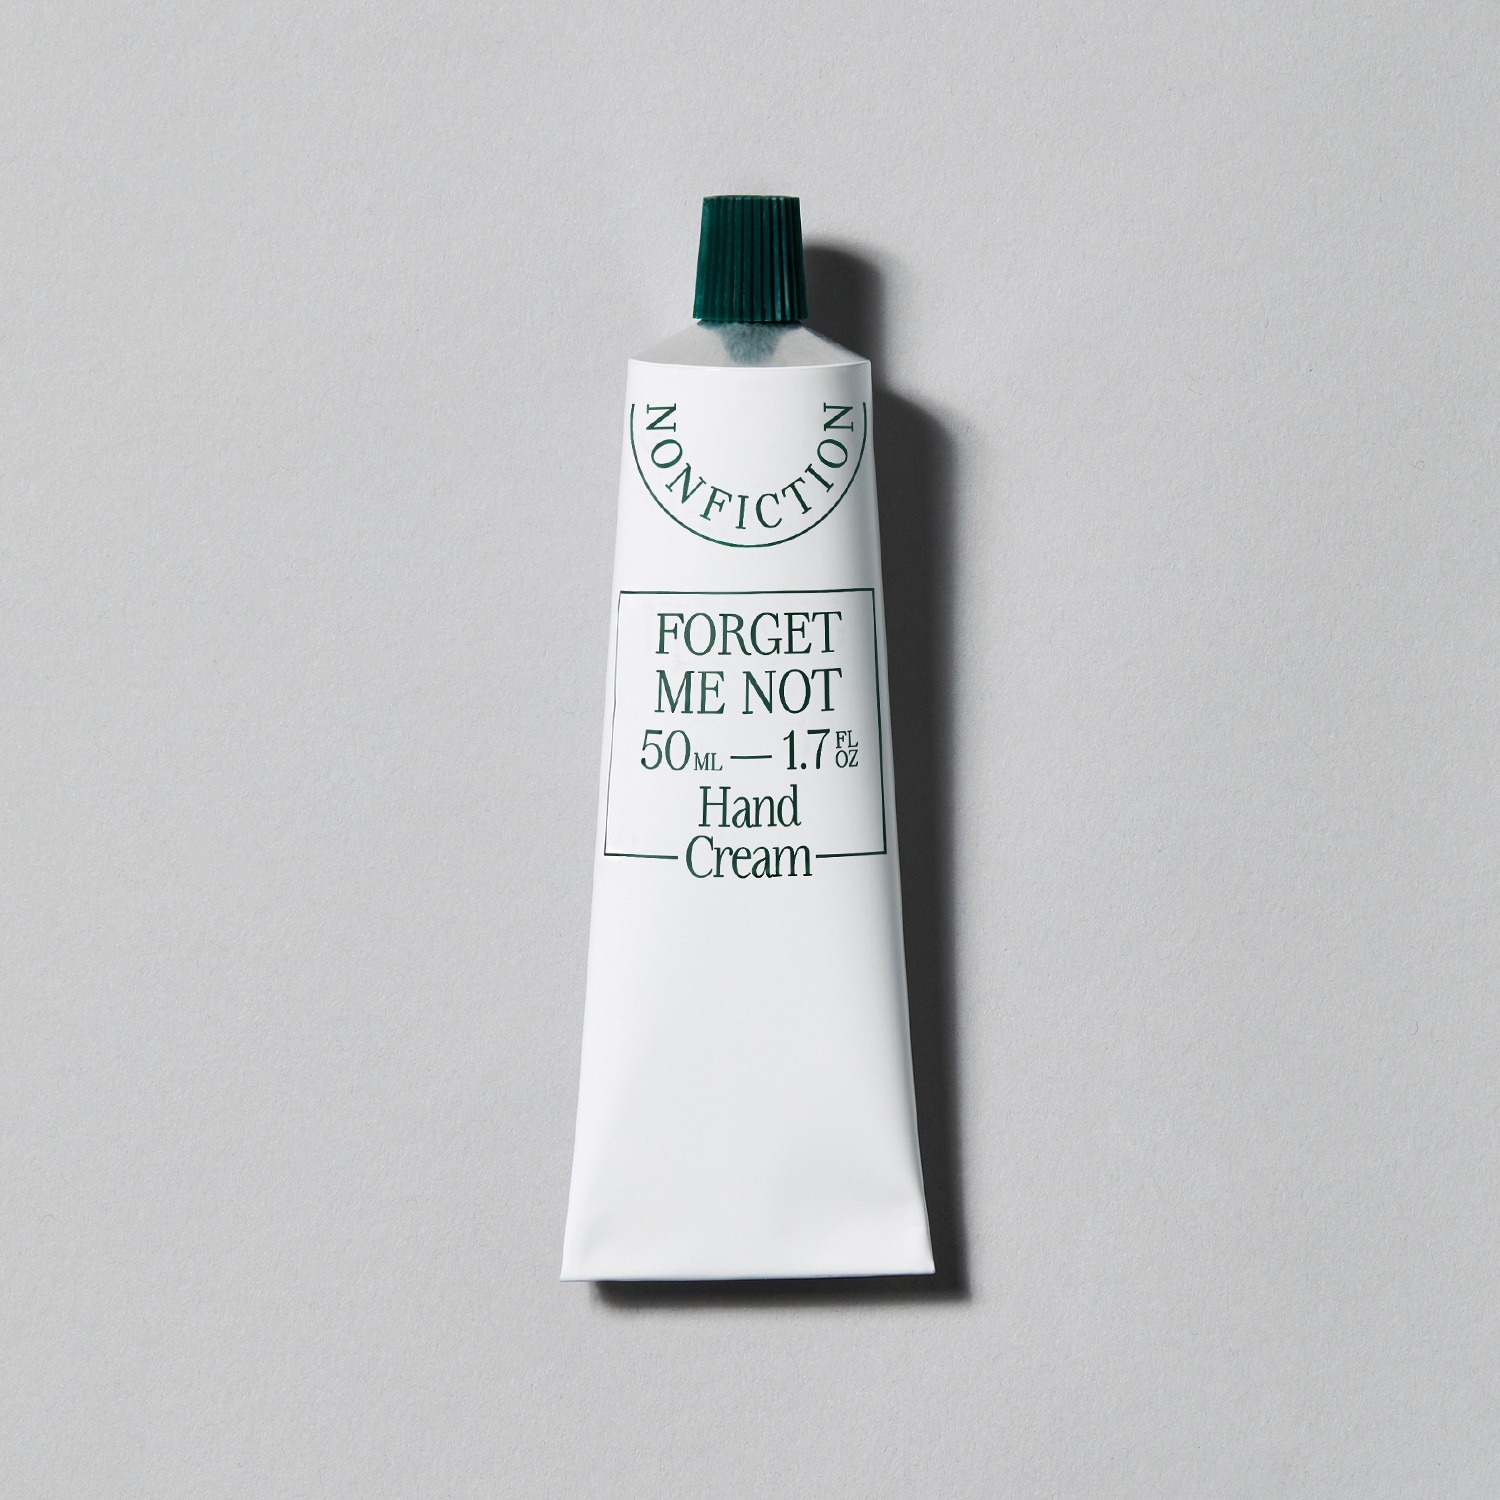 NONFICTION
FORGET
ME NOT
50ML — 1.7 FL OZ
Hand
Cream